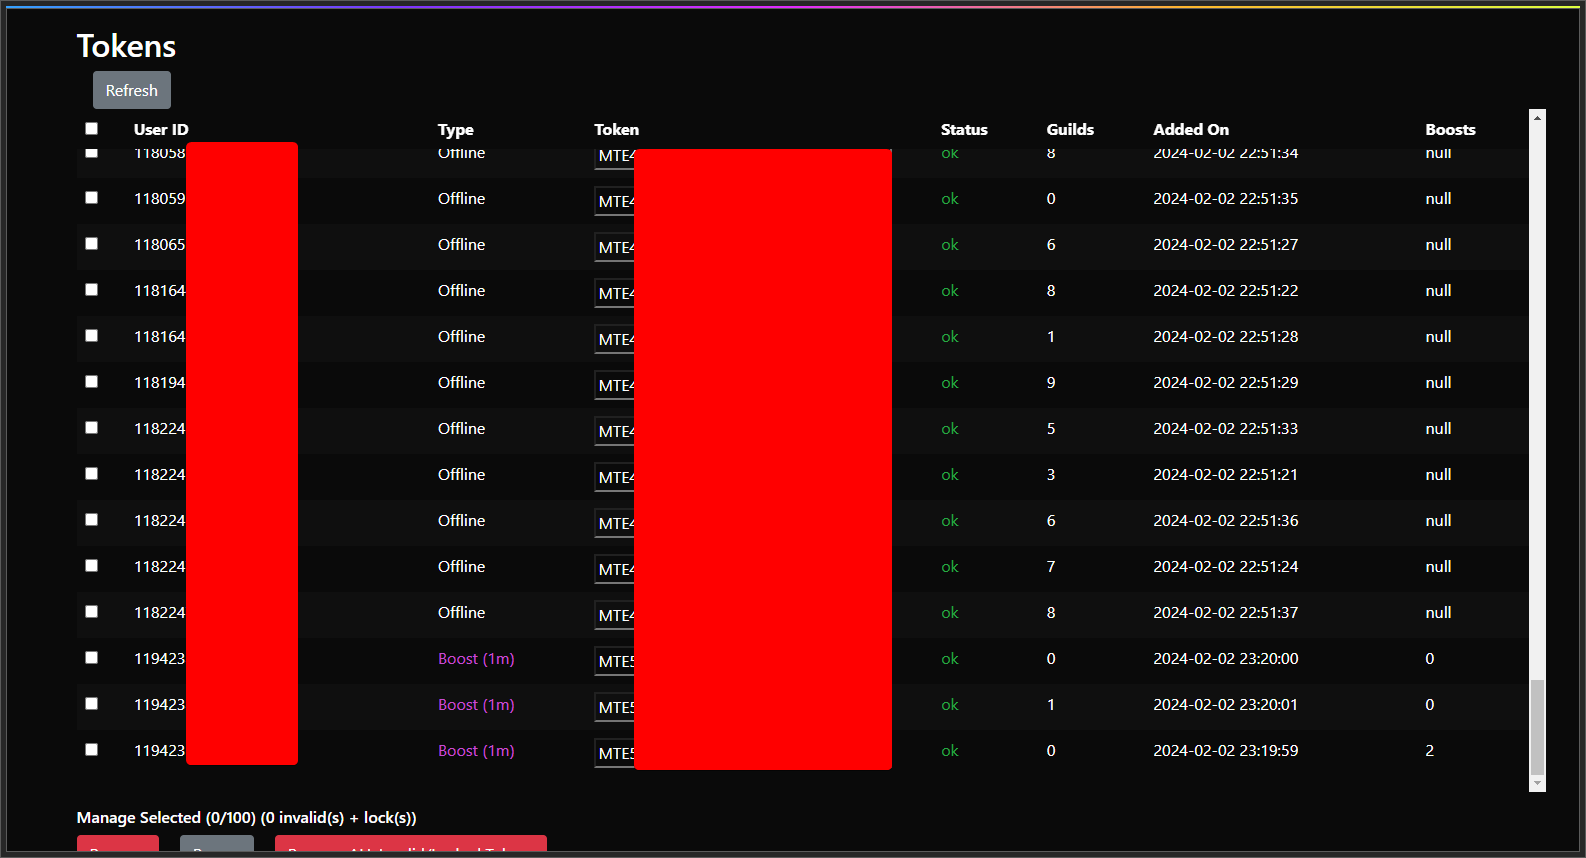 Tokens
Refresh
User ID Type Token Status Guilds Added On Boosts
118058 Offline MTE4 ok 8 2024-02-02 22:51:34 null
118059 Offline MTE4 ok 0 2024-02-02 22:51:35 null
118065 Offline MTE4 ok 6 2024-02-02 22:51:27 null
118164 Offline MTE4 ok 8 2024-02-02 22:51:22 null
118164 Offline MTE4 ok 1 2024-02-02 22:51:28 null
118194 Offline MTE4 ok 9 2024-02-02 22:51:29 null
118224 Offline MTE4 ok 5 2024-02-02 22:51:33 null
118224 Offline MTE4 ok 3 2024-02-02 22:51:21 null
118224 Offline MTE4 ok 6 2024-02-02 22:51:36 null
118224 Offline MTE4 ok 7 2024-02-02 22:51:24 null
118224 Offline MTE4 ok 8 2024-02-02 22:51:37 null
119423 Boost (1m) MTE5 ok 0 2024-02-02 23:20:00 0
119423 Boost (1m) MTE5 ok 1 2024-02-02 23:20:01 0
119423 Boost (1m) MTE5 ok 0 2024-02-02 23:19:59 2
Manage Selected (0/100) (0 invalid(s) + lock(s))